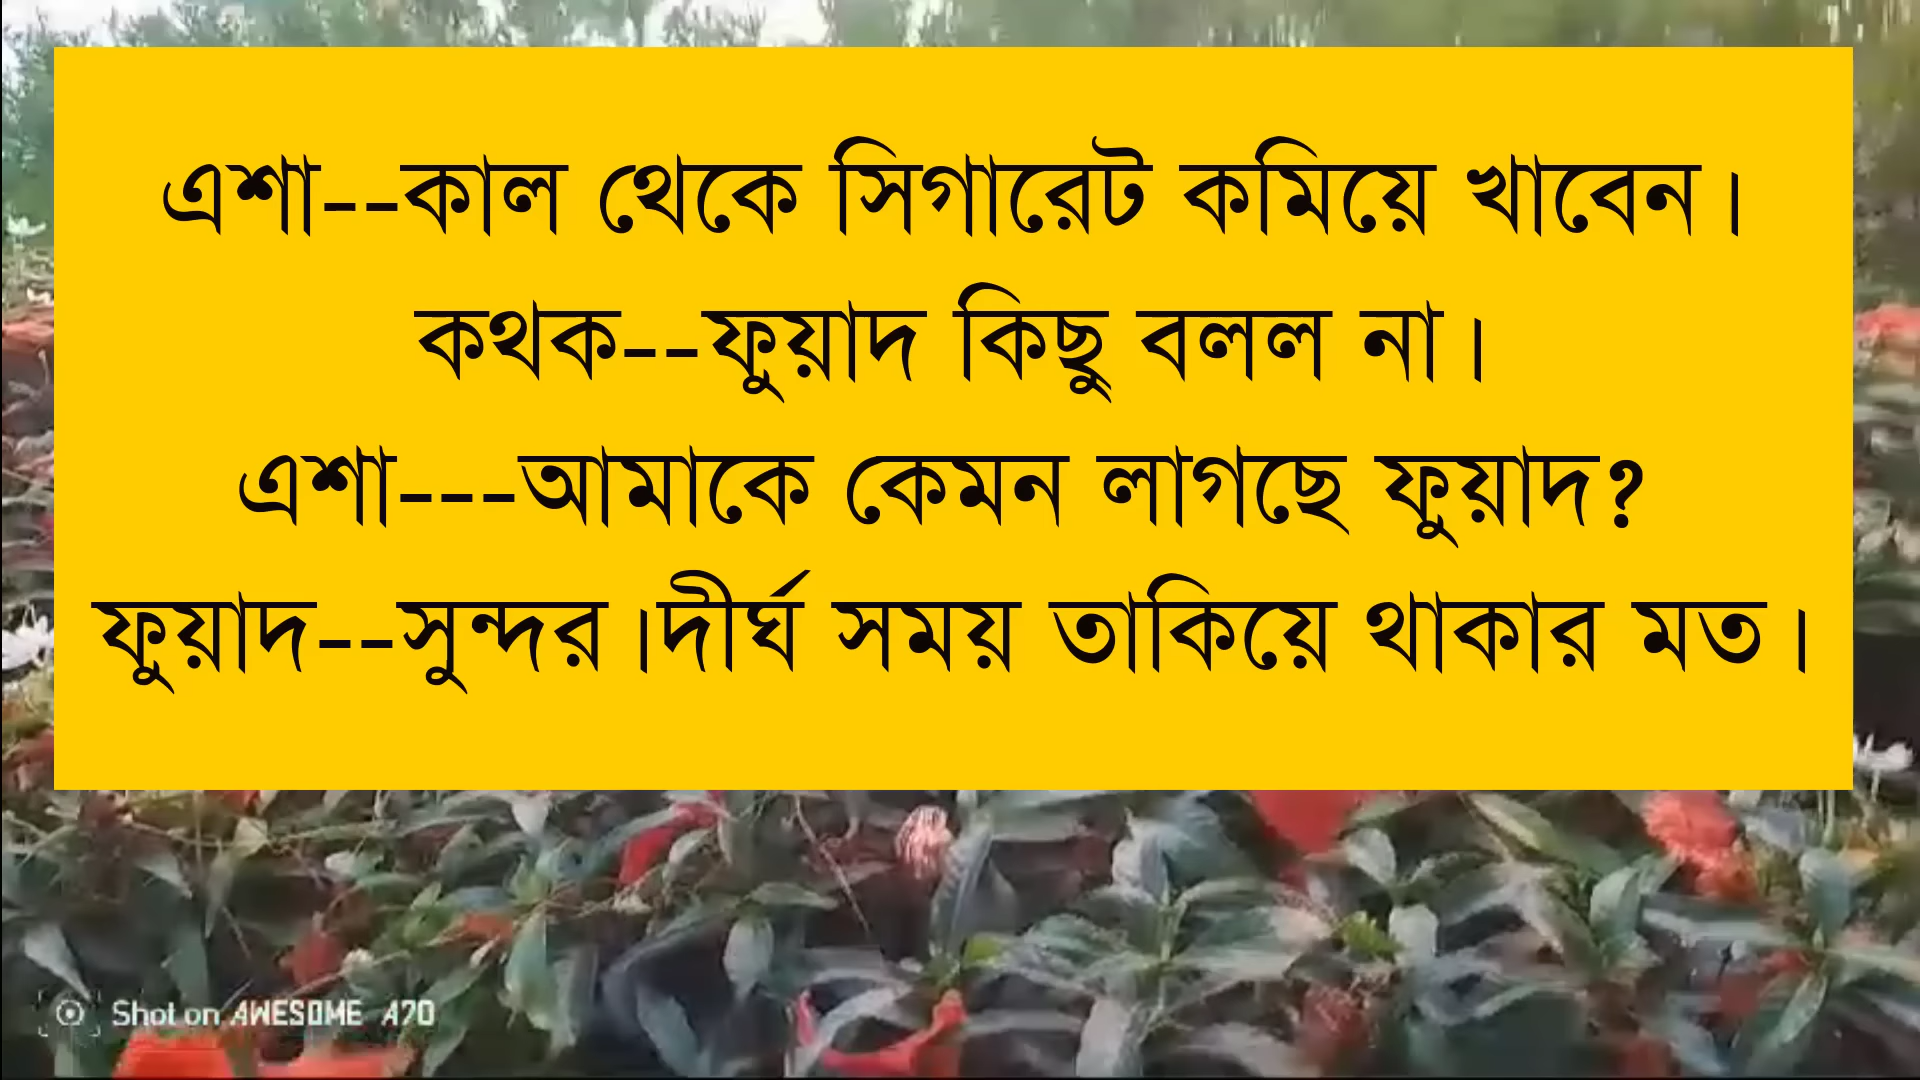 এশা--কাল থেকে সিগারেট কমিয়ে খাবেন।
কথক--ফুয়াদ কিছু বলল না।
এশা---আমাকে কেমন লাগছে ফুয়াদ?
ফুয়াদ--সুন্দর।দীর্ঘ সময় তাকিয়ে থাকার মত।
Shot on AWESOME A70